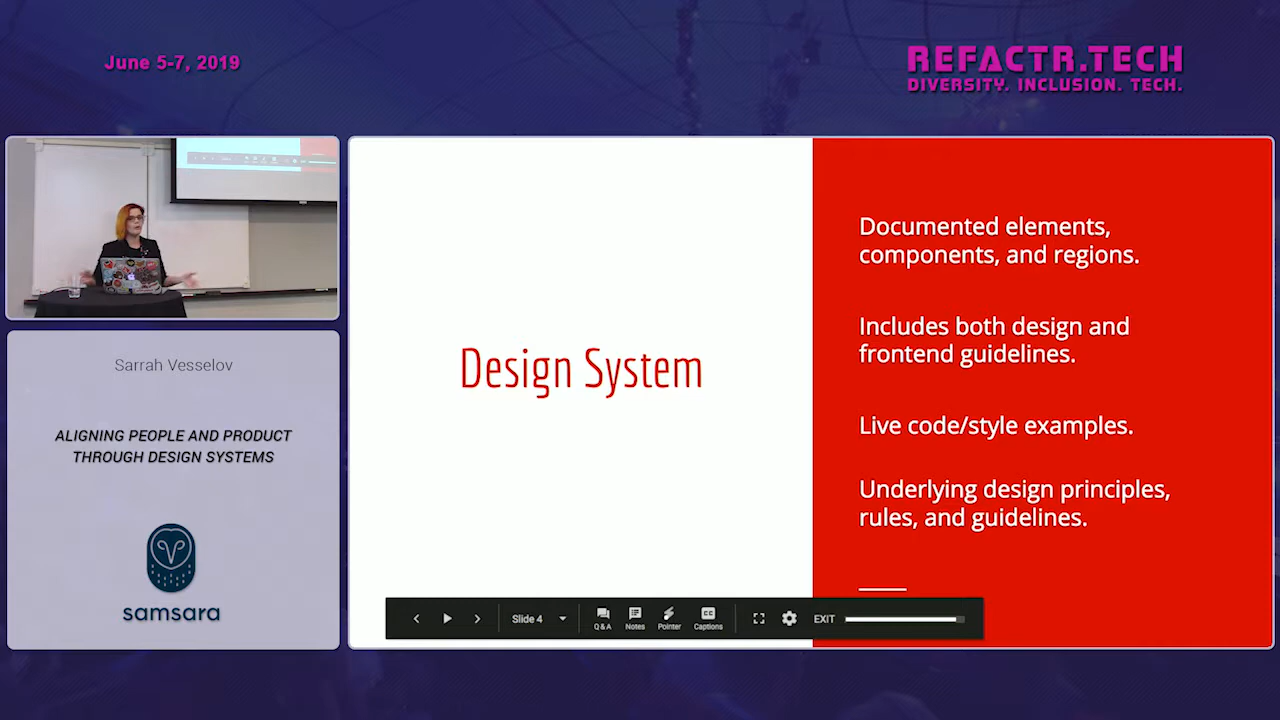 June 5-7, 2019
REFACTR.TECH
DIVERSITY. INCLUSION. TECH.
Sarrah Vesselov
ALIGNING PEOPLE AND PRODUCT
THROUGH DESIGN SYSTEMS
samsara
Design System
Documented elements,
components, and regions.
Includes both design and
frontend guidelines.
Live code/style examples.
Underlying design principles,
rules, and guidelines.
Slide 4
Q & A
Notes
Pointer
CC
Captions
EXIT